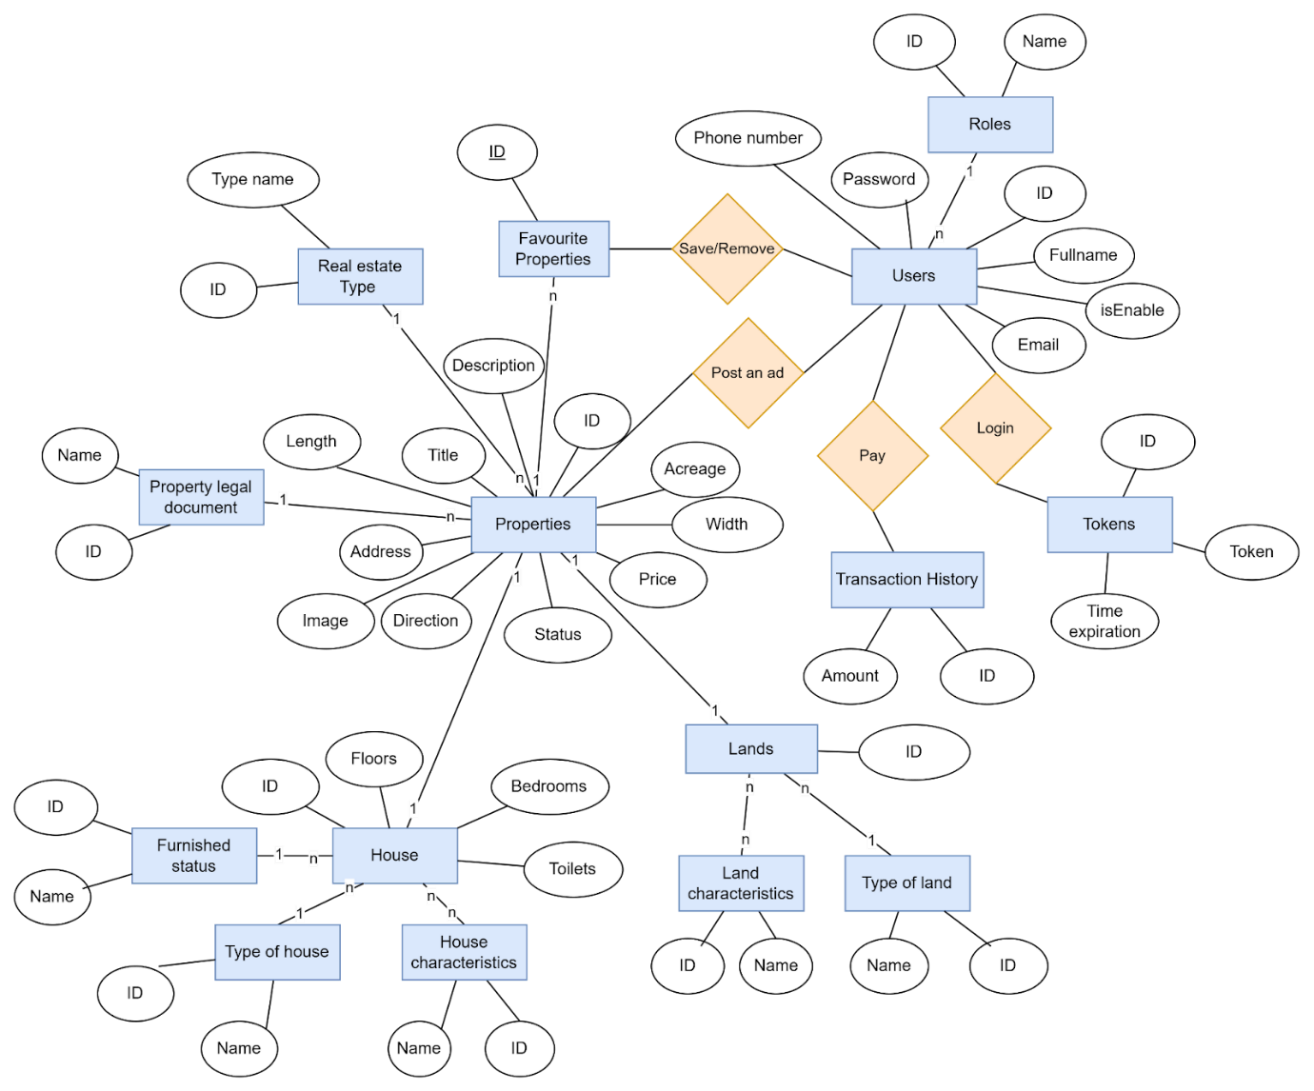 ID
Name
Roles
Phone number
ID
Password
1
Type name
ID
n
Favourite
Properties
Save/Remove
Users
Fullname
Real estate
Type
ID
isEnable
n
1
Email
Description
Post an ad
ID
Length
Title
Login
ID
Name
Pay
Acreage
Property legal
document
1
n
n
1
Properties
Width
Tokens
ID
Address
Token
1
1
Price
Transaction History
Image
Direction
Status
Time
expiration
Amount
ID
1
Lands
ID
Floors
ID
Bedrooms
n
n
ID
1
Furnished
status
1
n
House
n
1
Toilets
Land
characteristics
Type of land
Name
n
n
1
n
House
characteristics
Type of house
ID
Name
Name
ID
ID
Name
Name
ID